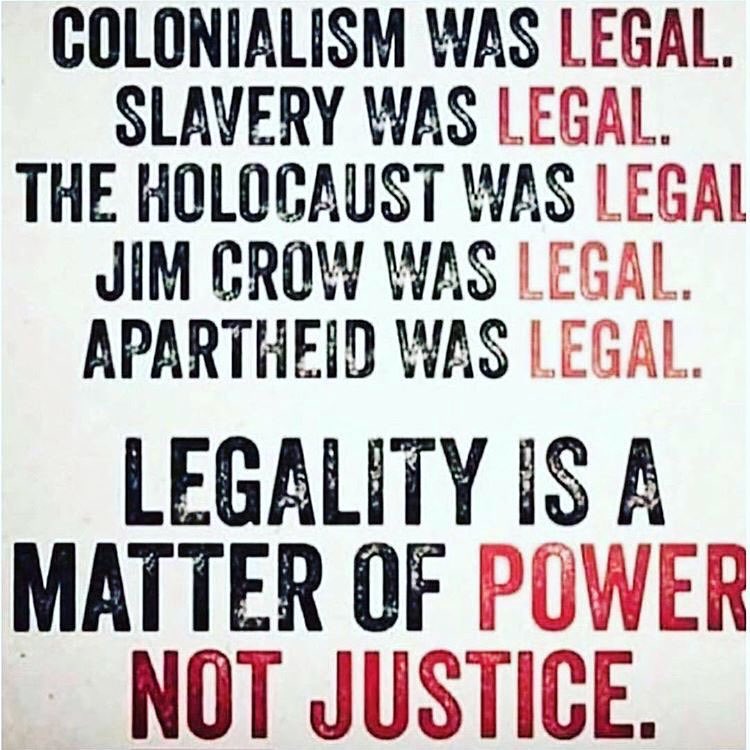 COLONIALISM WAS LEGAL.
SLAVERY WAS LEGAL.
THE HOLOCAUST WAS LEGAL
JIM CROW WAS LEGAL.
APARTHEID WAS LEGAL.
LEGALITY IS A
MATTER OF POWER
NOT JUSTICE.